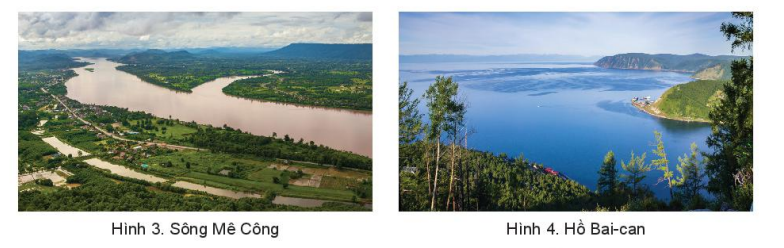 Hình 3. Sông Mê Công
Hình 4. Hồ Bai-can